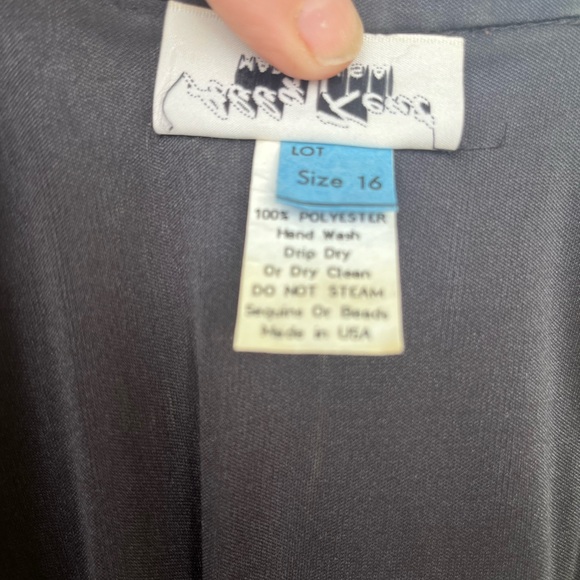 LOT
Size 16
100% POLYESTER
Hand Wash
Drip Dry
Or Dry Clean
DO NOT STEAM
Sequins Or Beads
Made in USA